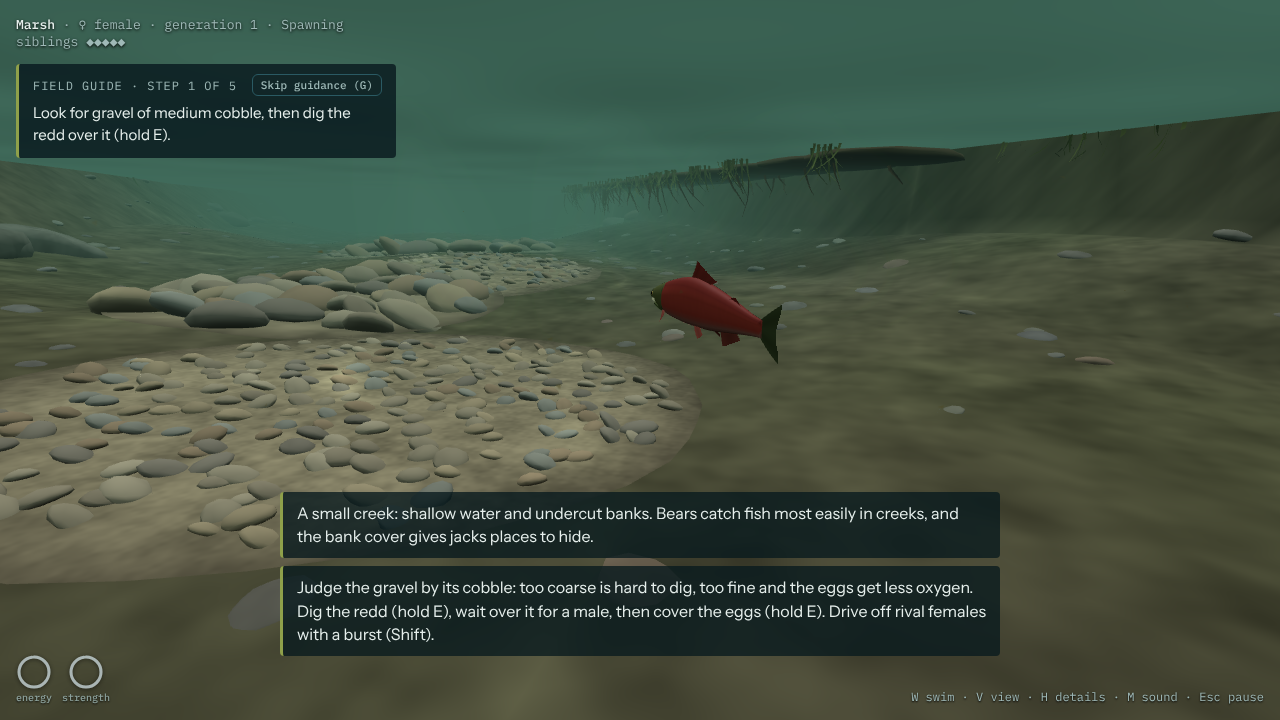 Marsh · ♀ female · generation 1 · Spawning
siblings ◆◆◆◆◆
FIELD GUIDE · STEP 1 OF 5
Skip guidance (G)
Look for gravel of medium cobble, then dig the
redd over it (hold E).
A small creek: shallow water and undercut banks. Bears catch fish most easily in creeks, and
the bank cover gives jacks places to hide.
Judge the gravel by its cobble: too coarse is hard to dig, too fine and the eggs get less oxygen.
Dig the redd (hold E), wait over it for a male, then cover the eggs (hold E). Drive off rival females
with a burst (Shift).
energy strength
W swim · V view · H details · M sound · Esc pause